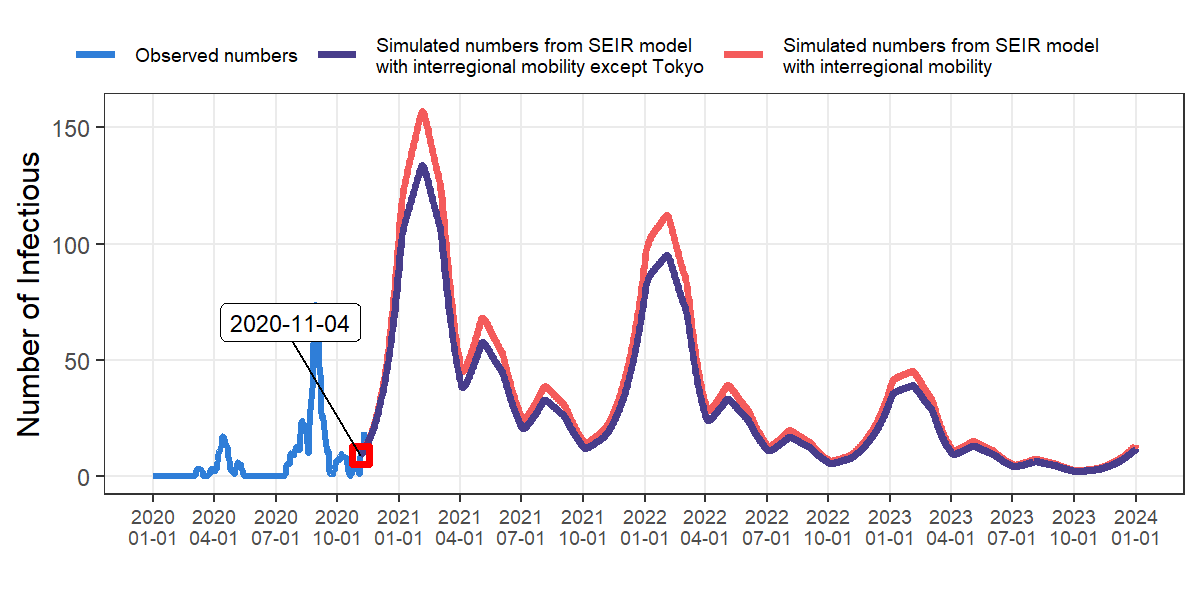 Observed numbers
Simulated numbers from SEIR model
with interregional mobility except Tokyo
Simulated numbers from SEIR model
with interregional mobility
Number of Infectious
150
100
50
0
2020-11-04
2020 2020 2020 2020 2021 2021 2021 2021 2022 2022 2022 2022 2023 2023 2023 2023 2024
01-01 04-01 07-01 10-01 01-01 04-01 07-01 10-01 01-01 04-01 07-01 10-01 01-01 04-01 07-01 10-01 01-01